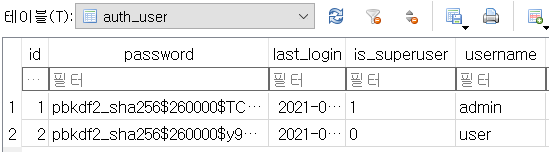 테이블(T): auth_user
id password last_login is_superuser username
... 필터 필터 필터 필터
1 1 pbkdf2_sha256$260000$TC... 2021-0... 1 admin
2 2 pbkdf2_sha256$260000$y9... 2021-0... 0 user